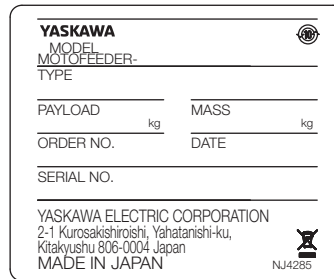 YASKAWA
MODEL
MOTOFEEDER-
TYPE
PAYLOAD kg MASS kg
ORDER NO. DATE
SERIAL NO.
YASKAWA ELECTRIC CORPORATION
2-1 Kurosakishiroishi, Yahatanishi-ku,
Kitakyushu 806-0004 Japan
MADE IN JAPAN NJ4285